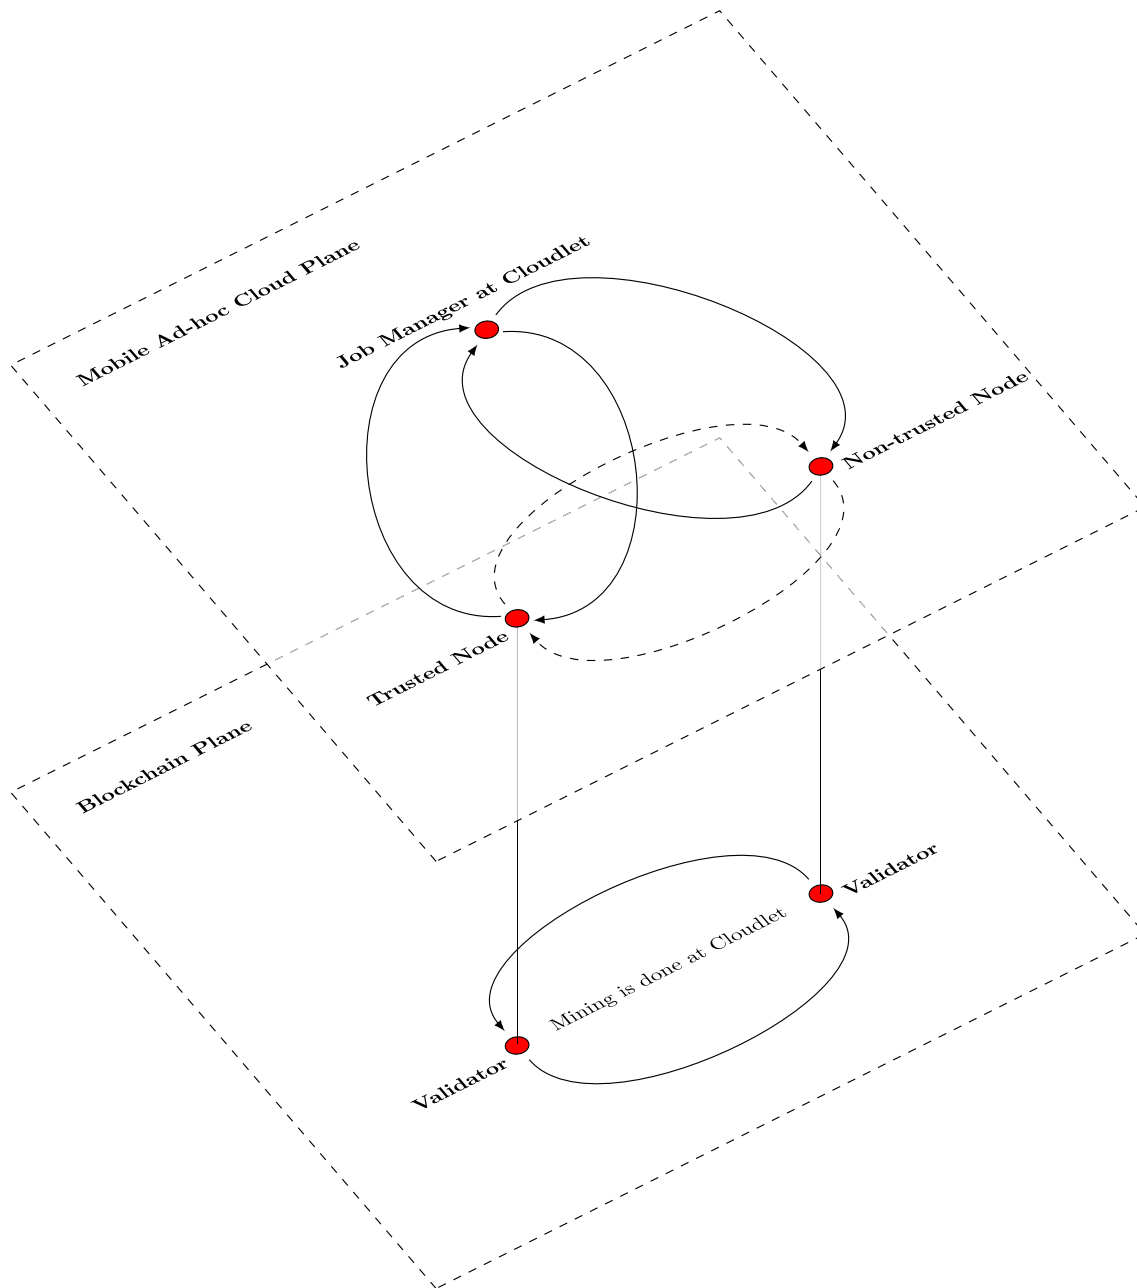 Mobile Ad-hoc Cloud Plane
Job Manager at Cloudlet
Non-trusted Node
Trusted Node
Blockchain Plane
Validator
Mining is done at Cloudlet
Validator